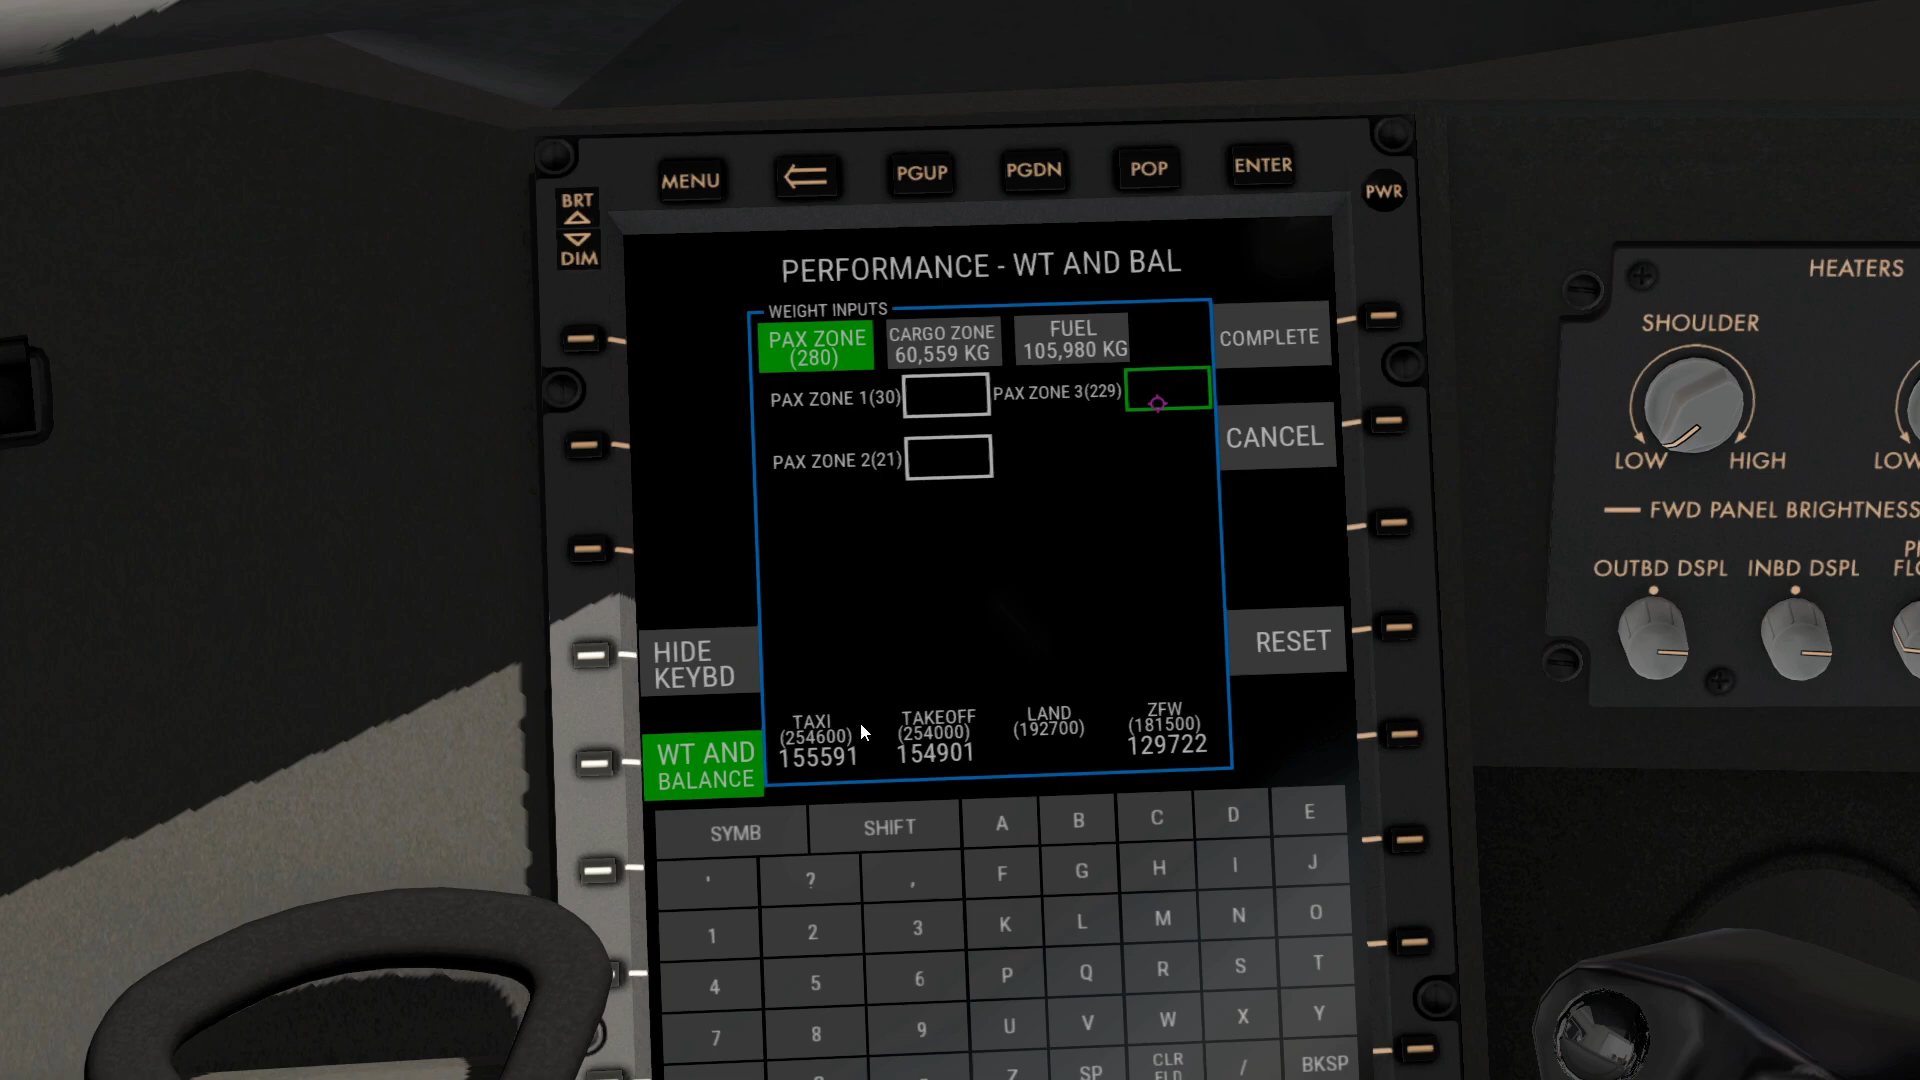 MENU
PGUP
PGDN
POP
ENTER
BRT
DIM
PWR
PERFORMANCE - WT AND BAL
WEIGHT INPUTS
PAX ZONE
(280)
CARGO ZONE
60,559 KG
FUEL
105,980 KG
COMPLETE
PAX ZONE 1(30)
PAX ZONE 3(229)
CANCEL
PAX ZONE 2(21)
RESET
HIDE
KEYBD
WT AND
BALANCE
TAXI
(254600)
155591
TAKEOFF
(254000)
154901
LAND
(192700)
ZFW
(181500)
129722
SYMB SHIFT A B C D E
' ? , F G H I J
1 2 3 K L M N O
4 5 6 P Q R S T
7 8 9 U V W X Y
Z SP CLR
FLD / BKSP
HEATERS
SHOULDER
LOW HIGH
FWD PANEL BRIGHTNESS
OUTBD DSPL INBD DSPL